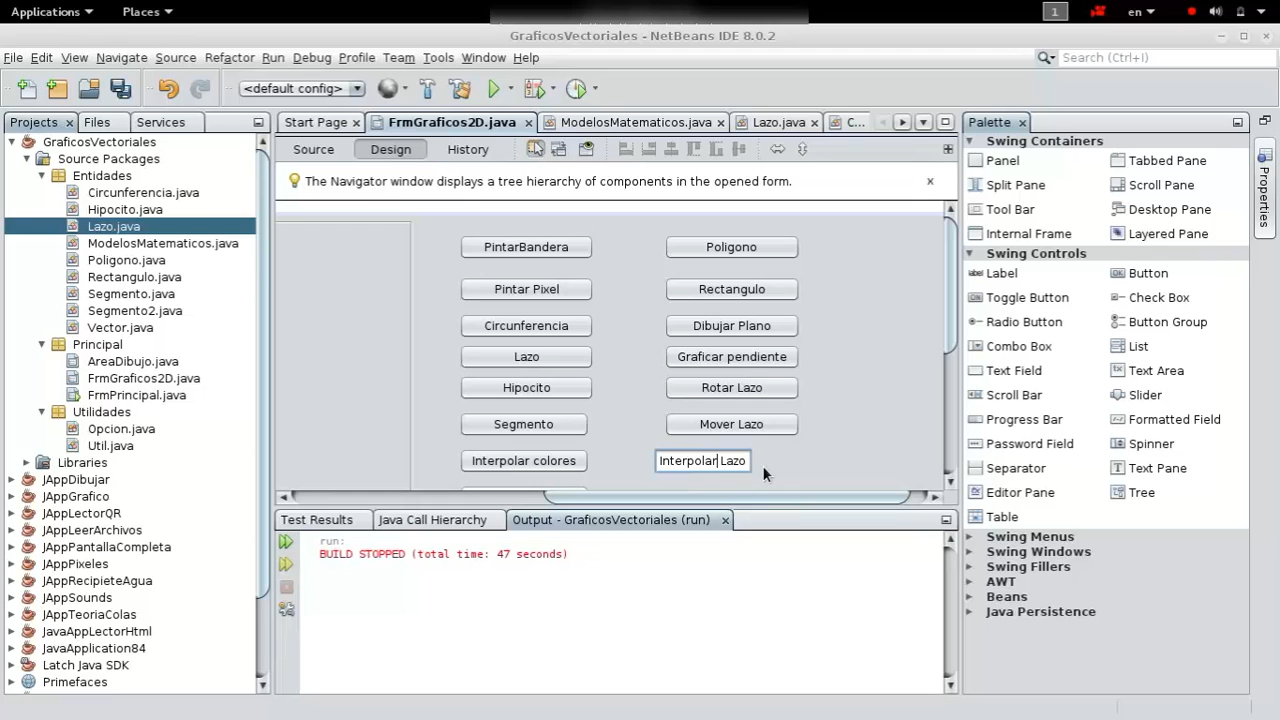 Applications Places 1 en
GraficosVectoriales - NetBeans IDE 8.0.2
File Edit View Navigate Source Refactor Run Debug Profile Team Tools Window Help Search (Ctrl+I)
<default config>
Projects Files Services
GraficosVectoriales
Source Packages
Entidades
Circunferencia.java
Hipocito.java
Lazo.java
ModelosMatematicos.java
Poligono.java
Rectangulo.java
Segmento.java
Segmento2.java
Vector.java
Principal
AreaDibujo.java
FrmGraficos2D.java
FrmPrincipal.java
Utilidades
Opcion.java
Util.java
Libraries
JAppDibujar
JAppGrafico
JAppLectorQR
JAppLeerArchivos
JAppPantallaCompleta
JAppPixeles
JAppRecipieteAgua
JAppSounds
JAppTeoriaColas
JavaAppLectorHtml
JavaApplication84
Latch Java SDK
Primefaces
Start Page FrmGraficos2D.java ModelosMatematicos.java Lazo.java C...
Source Design History
The Navigator window displays a tree hierarchy of components in the opened form.
PintarBandera Poligono
Pintar Pixel Rectangulo
Circunferencia Dibujar Plano
Lazo Graficar pendiente
Hipocito Rotar Lazo
Segmento Mover Lazo
Interpolar colores Interpolar Lazo
Test Results Java Call Hierarchy Output - GraficosVectoriales (run)
run:
BUILD STOPPED (total time: 47 seconds)
Palette
Swing Containers
Panel Tabbed Pane
Split Pane Scroll Pane
Tool Bar Desktop Pane
Internal Frame Layered Pane
Swing Controls
Label Button
Toggle Button Check Box
Radio Button Button Group
Combo Box List
Text Field Text Area
Scroll Bar Slider
Progress Bar Formatted Field
Password Field Spinner
Separator Text Pane
Editor Pane Tree
Table
Swing Menus
Swing Windows
Swing Fillers
AWT
Beans
Java Persistence
Properties